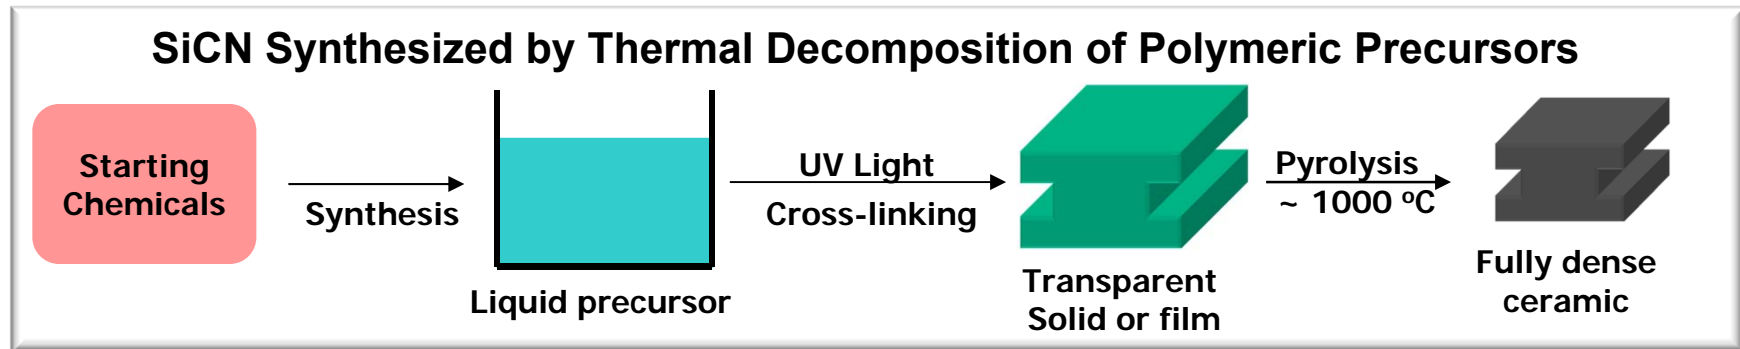 SiCN Synthesized by Thermal Decomposition of Polymeric Precursors
Starting
Chemicals
Synthesis
Liquid precursor
UV Light
Cross-linking
Transparent
Solid or film
Pyrolysis
~ 1000 ºC
Fully dense
ceramic